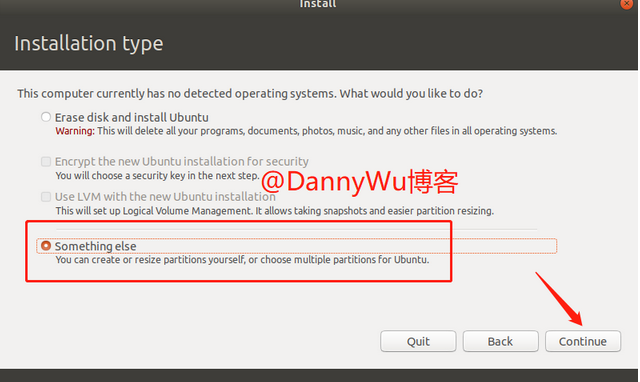 Install
Installation type
This computer currently has no detected operating systems. What would you like to do?
Erase disk and install Ubuntu
Warning: This will delete all your programs, documents, photos, music, and any other files in all operating systems.
Encrypt the new Ubuntu installation for security
You will choose a security key in the next step.
@DannyWu博客
Use LVM with the new Ubuntu installation
This will set up Logical Volume Management. It allows taking snapshots and easier partition resizing.
Something else
You can create or resize partitions yourself, or choose multiple partitions for Ubuntu.
Quit
Back
Continue